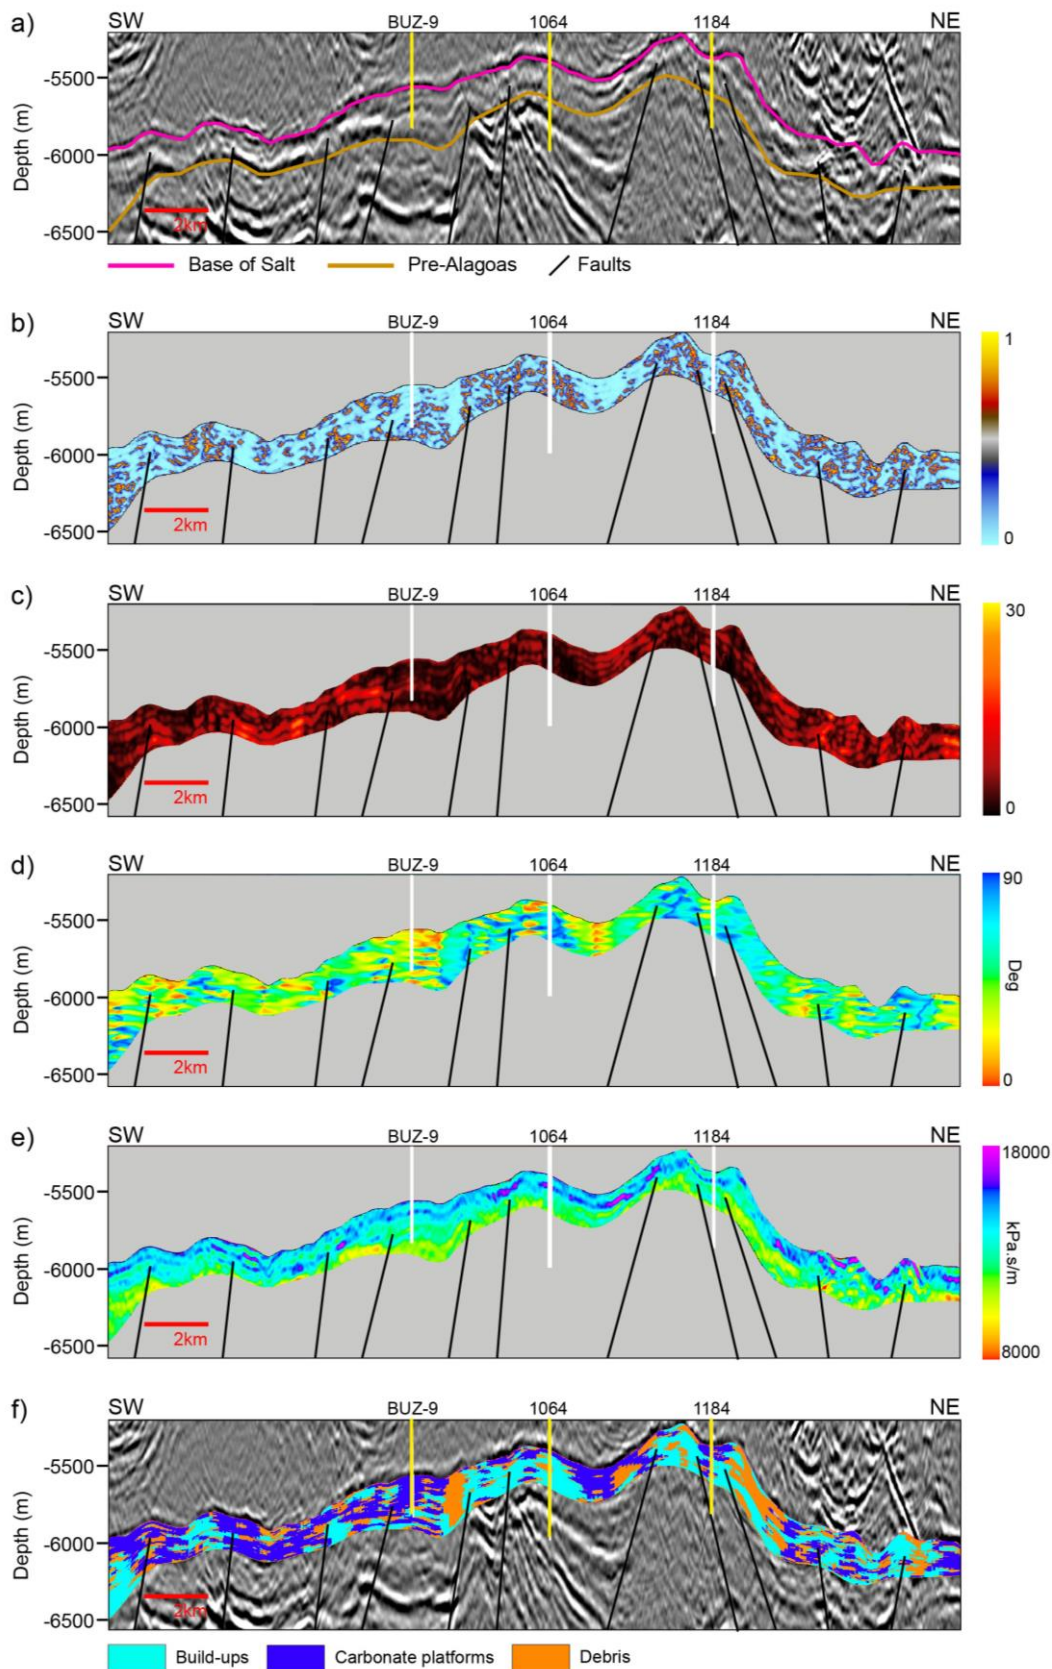 a)
SW BUZ-9 1064 1184 NE
Depth (m)
-5500
-6000
-6500
2km
Base of Salt Pre-Alagoas Faults
b)
SW BUZ-9 1064 1184 NE
Depth (m)
-5500
-6000
-6500
2km
1
0
c)
SW BUZ-9 1064 1184 NE
Depth (m)
-5500
-6000
-6500
2km
30
0
d)
SW BUZ-9 1064 1184 NE
Depth (m)
-5500
-6000
-6500
2km
90
Deg
0
e)
SW BUZ-9 1064 1184 NE
Depth (m)
-5500
-6000
-6500
2km
18000
kPa.s/m
8000
f)
SW BUZ-9 1064 1184 NE
Depth (m)
-5500
-6000
-6500
2km
Build-ups Carbonate platforms Debris